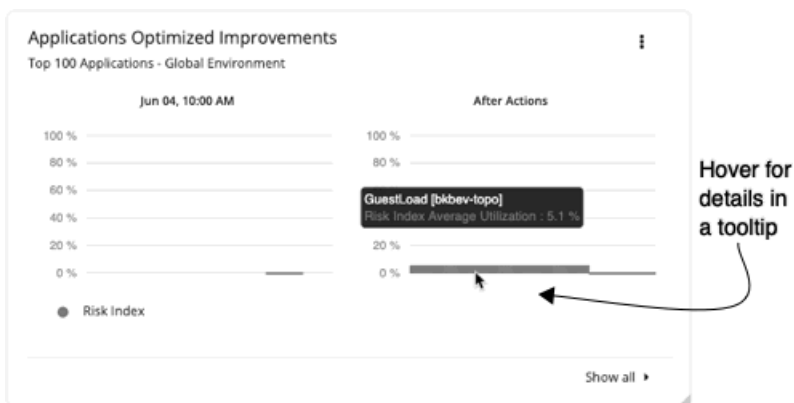 Applications Optimized Improvements
Top 100 Applications - Global Environment
Jun 04, 10:00 AM
100 %
80 %
60 %
40 %
20 %
0 %
Risk Index
After Actions
100 %
80 %
GuestLoad [bkbev-topo]
Risk Index Average Utilization : 5.1 %
20 %
0 %
Show all
Hover for
details in
a tooltip